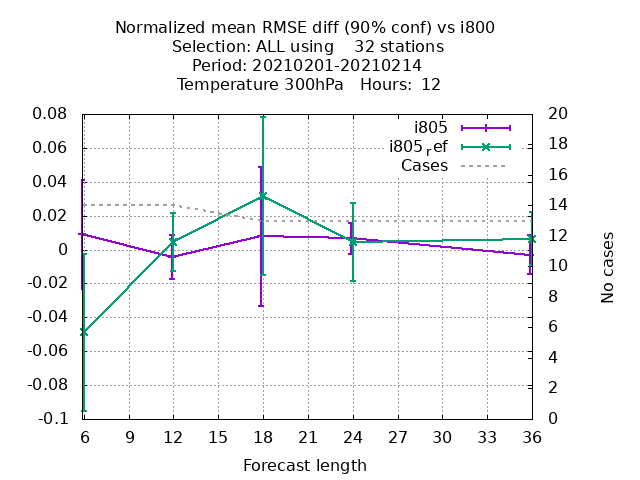 Normalized mean RMSE diff (90% conf) vs i800
Selection: ALL using    32 stations
Period: 20210201-20210214
Temperature 300hPa   Hours:  12
i805
i805ref
Cases
0.08
0.06
0.04
0.02
0
-0.02
-0.04
-0.06
-0.08
-0.1
20
18
16
14
12
10
8
6
4
2
0
No cases
6 9 12 15 18 21 24 27 30 33 36
Forecast length